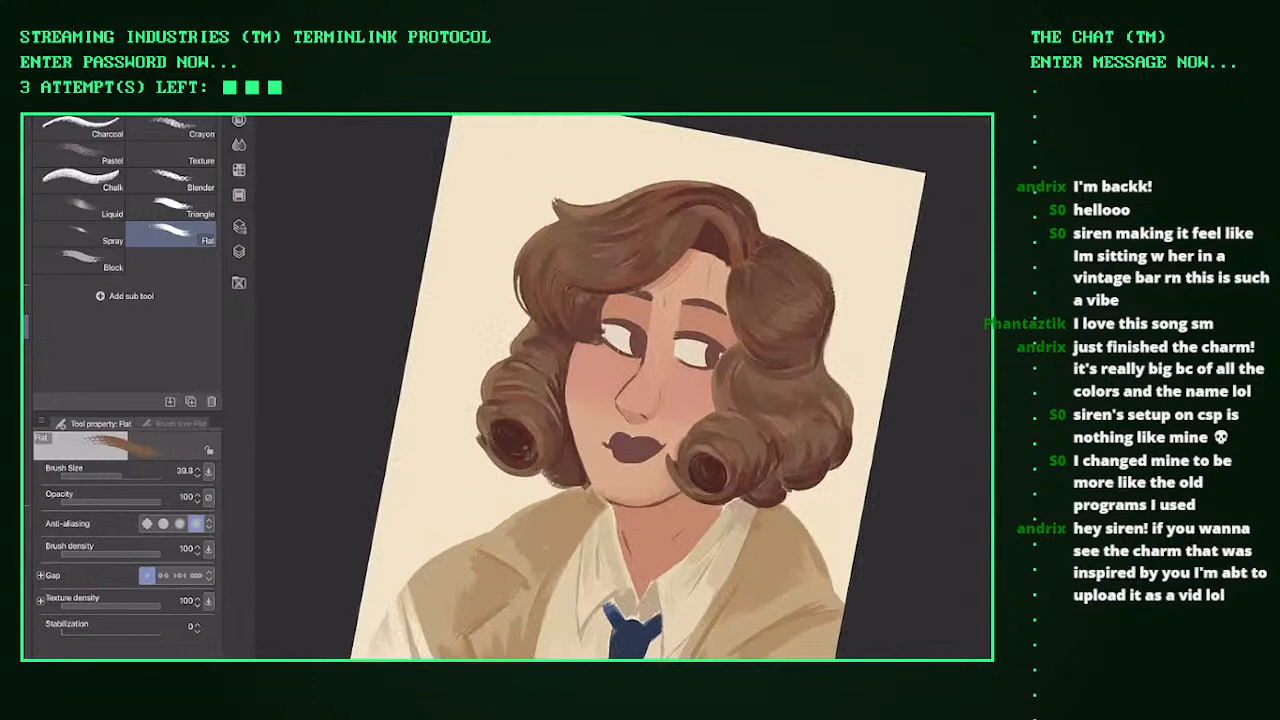 STREAMING INDUSTRIES (TM) TERMINLINK PROTOCOL
ENTER PASSWORD NOW...
3 ATTEMPT(S) LEFT:
Charcoal
Crayon
Pastel
Texture
Chalk
Blender
Liquid
Triangle
Spray
Flat
Block
Add sub tool
Tool property: Flat
Brush size: Flat
Flat
Brush Size 39.8
Opacity 100
Anti-aliasing
Brush density 100
Gap
Texture density 100
Stabilization 0
THE CHAT (TM)
ENTER MESSAGE NOW...
andrix I'm backk!
S0 hellooo
S0 siren making it feel like
Im sitting w her in a
vintage bar rn this is such
a vibe
Phantaztik I love this song sm
andrix just finished the charm!
it's really big bc of all the
colors and the name lol
S0 siren's setup on csp is
nothing like mine 💀
S0 I changed mine to be
more like the old
programs I used
andrix hey siren! if you wanna
see the charm that was
inspired by you I'm abt to
upload it as a vid lol